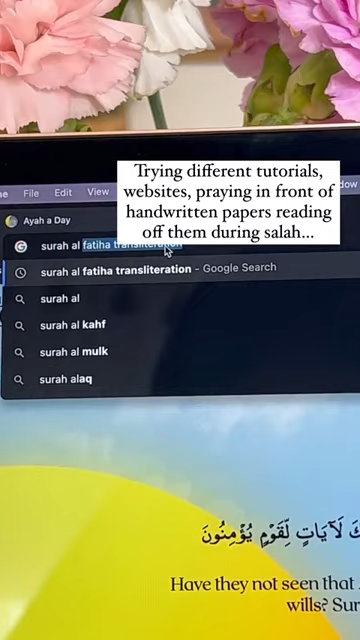 Trying different tutorials,
websites, praying in front of
handwritten papers reading
off them during salah...
File Edit View
Ayah a Day
surah al fatiha transliteration
surah al fatiha transliteration - Google Search
surah al
surah al kahf
surah al mulk
surah alaq
لَآيَاتٍ لِّقَوْمٍ يُؤْمِنُونَ
Have they not seen that
wills? Sur